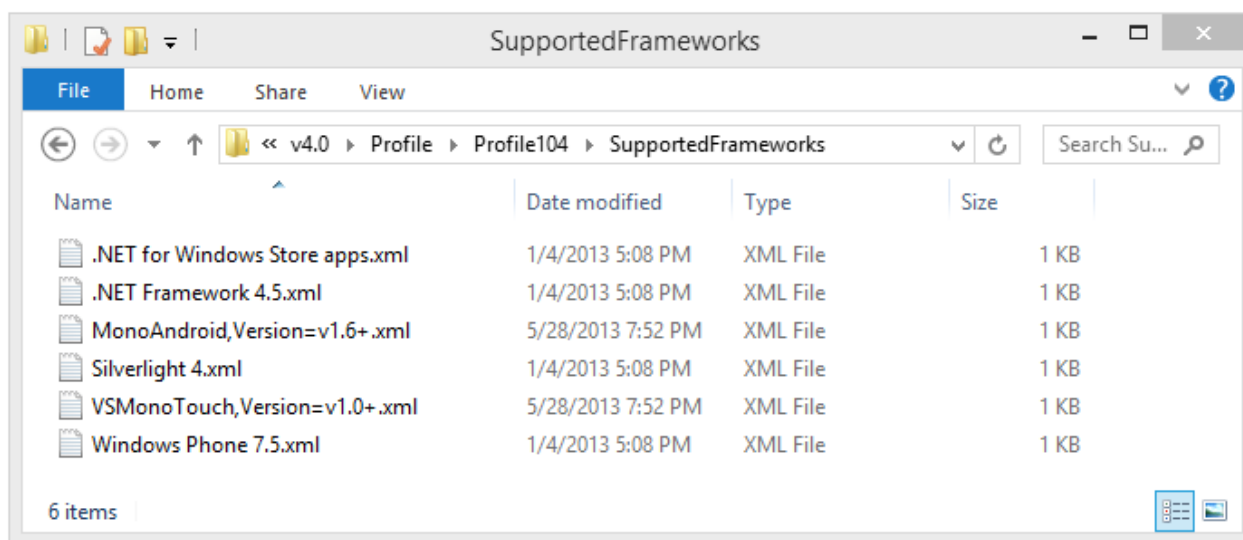 SupportedFrameworks
File Home Share View
« v4.0 Profile Profile104 SupportedFrameworks Search Su...
Name Date modified Type Size
.NET for Windows Store apps.xml 1/4/2013 5:08 PM XML File 1 KB
.NET Framework 4.5.xml 1/4/2013 5:08 PM XML File 1 KB
MonoAndroid,Version=v1.6+.xml 5/28/2013 7:52 PM XML File 1 KB
Silverlight 4.xml 1/4/2013 5:08 PM XML File 1 KB
VSMonoTouch,Version=v1.0+.xml 5/28/2013 7:52 PM XML File 1 KB
Windows Phone 7.5.xml 1/4/2013 5:08 PM XML File 1 KB
6 items